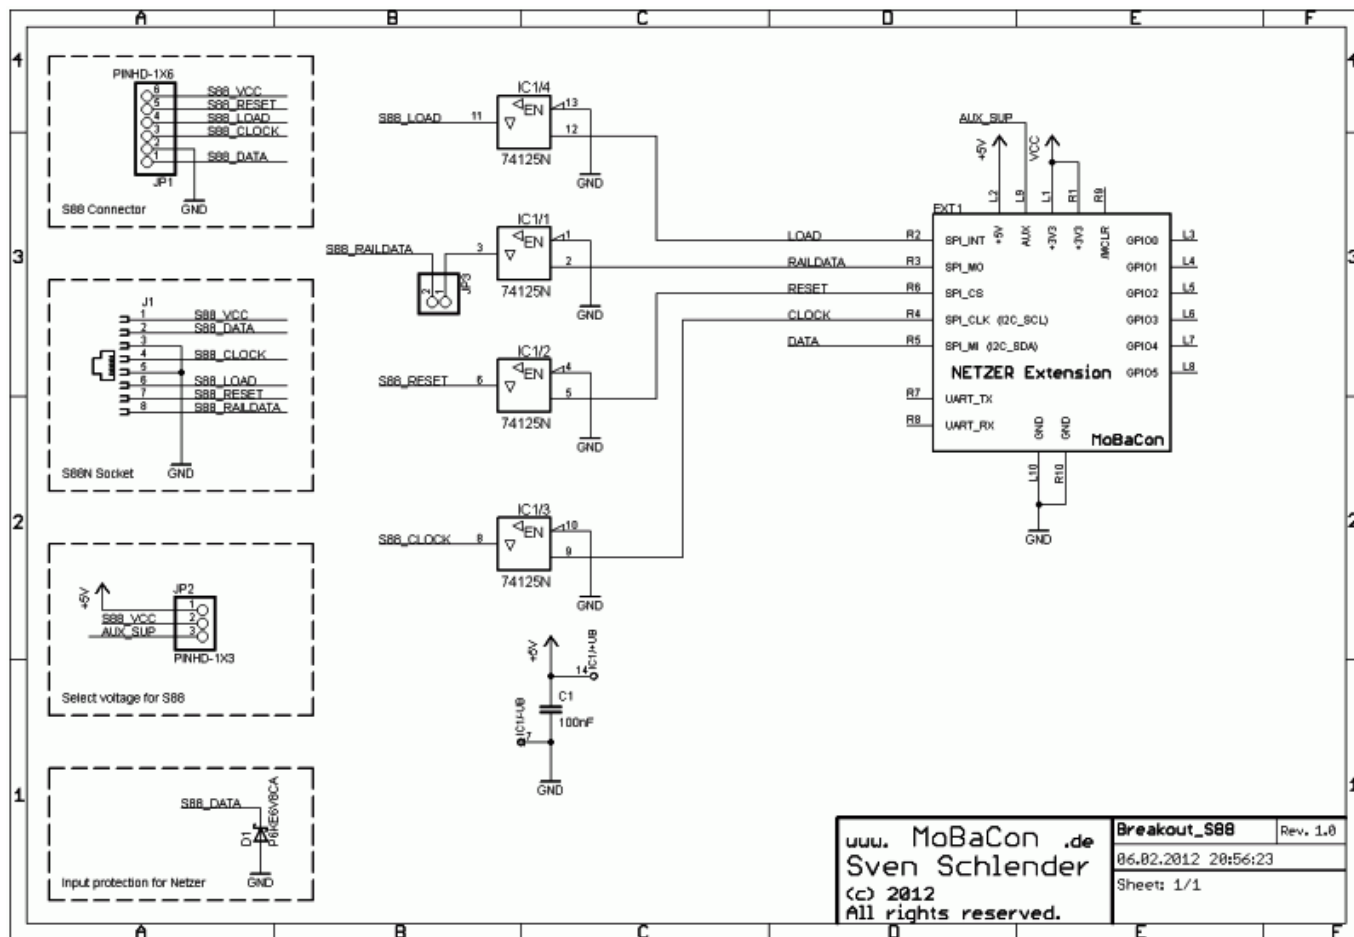 A B C D E F
4
PINHD-1X6
6 S88_VCC
5 S88_RESET
4 S88_LOAD
3 S88_CLOCK
2
1 S88_DATA
JP1
S88 Connector
GND
IC1/4
S88_LOAD 11 EN 13
12
74125N
GND
IC1/1
S88_RAILDATA 3 EN 1
2
74125N
2 1 JP3
GND
IC1/2
S88_RESET 6 EN 4
5
74125N
GND
IC1/3
S88_CLOCK 8 EN 10
9
74125N
GND
AUX_SUP
+5V VCC
L2 L9 L1 R1 R9
EXT1
+5V AUX +3V3 +3V3 /MCLR
LOAD R2 SPI_INT GPIO0 L3
RAILDATA R3 SPI_MO GPIO1 L4
RESET R6 SPI_CS GPIO2 L5
CLOCK R4 SPI_CLK (I2C_SCL) GPIO3 L6
DATA R5 SPI_MI (I2C_SDA) GPIO4 L7
NETZER Extension GPIO5 L8
R7 UART_TX
R8 UART_RX
GND GND
MoBaCon
L10 R10
GND
3
J1
1 S88_VCC
2 S88_DATA
3
4 S88_CLOCK
5
6 S88_LOAD
7 S88_RESET
8 S88_RAILDATA
S88N Socket
GND
2
JP2
+5V
1
S88_VCC 2
AUX_SUP 3
PINHD-1X3
Select voltage for S88
+5V
14 IC1/+UB
C1
100nF
IC1/-UB
7
GND
1
S88_DATA
D1
P6KE6V8CA
Input protection for Netzer
GND
www. MoBaCon .de
Sven Schlender
(c) 2012
All rights reserved.
Breakout_S88 Rev. 1.0
06.02.2012 20:56:23
Sheet: 1/1
4
3
2
1
A B C D E F